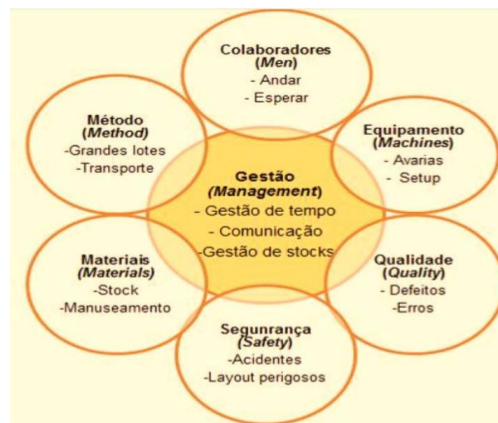 Colaboradores
(Men)
- Andar
- Esperar
Método
(Method)
-Grandes lotes
-Transporte
Equipamento
(Machines)
- Avarias
- Setup
Gestão
(Management)
- Gestão de tempo
- Comunicação
-Gestão de stocks
Materiais
(Materials)
-Stock
-Manuseamento
Qualidade
(Quality)
- Defeitos
-Erros
Segunrança
(Safety)
-Acidentes
-Layout perigosos